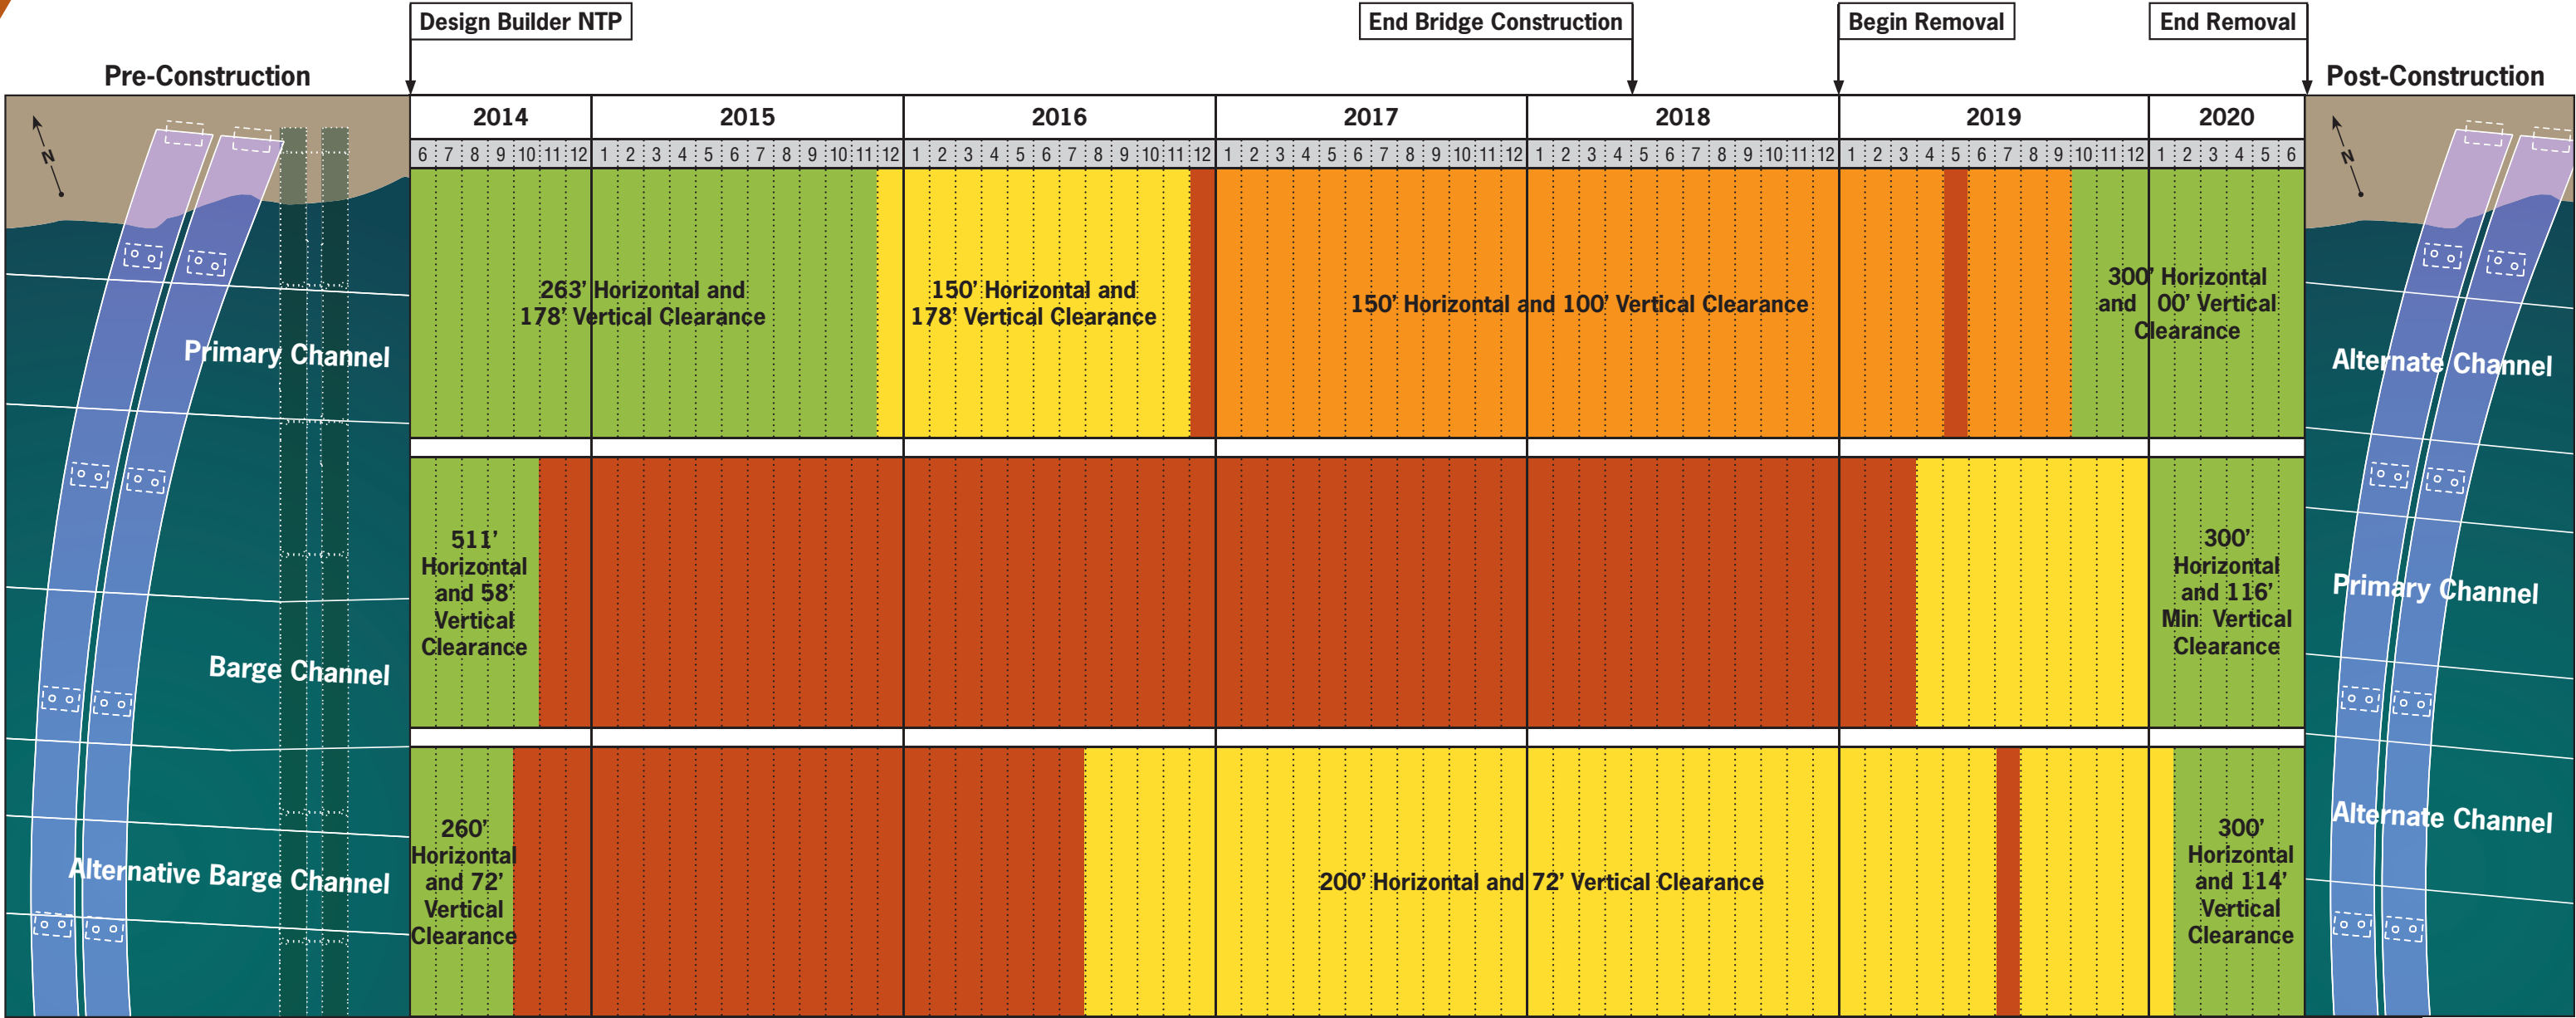 Design Builder NTP
End Bridge Construction
Begin Removal
End Removal
Pre-Construction
Post-Construction
2014 2015 2016 2017 2018 2019 2020
6 7 8 9 10 11 12 1 2 3 4 5 6 7 8 9 10 11 12 1 2 3 4 5 6 7 8 9 10 11 12 1 2 3 4 5 6 7 8 9 10 11 12 1 2 3 4 5 6 7 8 9 10 11 12 1 2 3 4 5 6 7 8 9 10 11 12 1 2 3 4 5 6
N
Primary Channel
Barge Channel
Alternative Barge Channel
263’ Horizontal and
178’ Vertical Clearance
150’ Horizontal and
178’ Vertical Clearance
150’ Horizontal and 100’ Vertical Clearance
300’ Horizontal
and 00’ Vertical
Clearance
511’
Horizontal
and 58’
Vertical
Clearance
300’
Horizontal
and 116’
Min Vertical
Clearance
260’
Horizontal
and 72’
Vertical
Clearance
200’ Horizontal and 72’ Vertical Clearance
300’
Horizontal
and 114’
Vertical
Clearance
N
Alternate Channel
Primary Channel
Alternate Channel